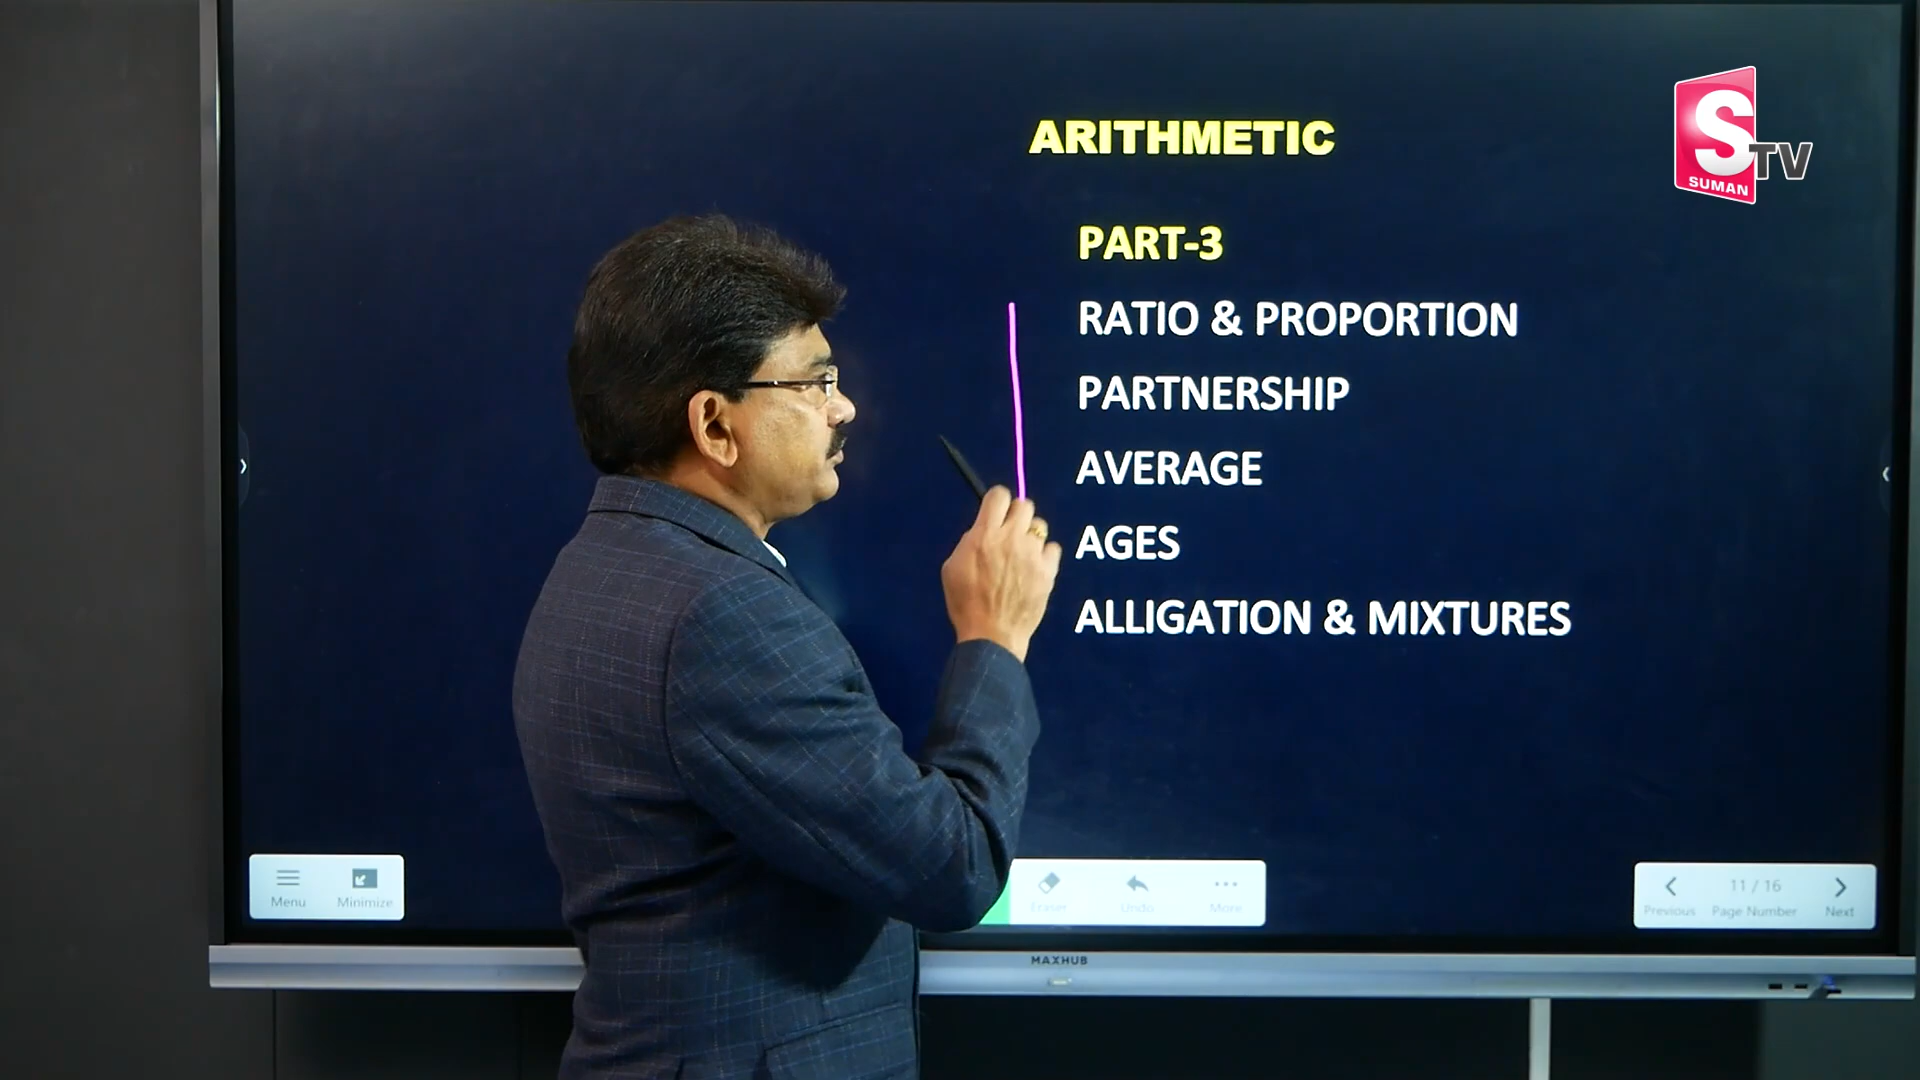 ARITHMETIC
S TV
SUMAN
PART-3
RATIO & PROPORTION
PARTNERSHIP
AVERAGE
AGES
ALLIGATION & MIXTURES
Menu
Minimize
Eraser
Undo
More
11 / 16
Previous
Page Number
Next
MAXHUB